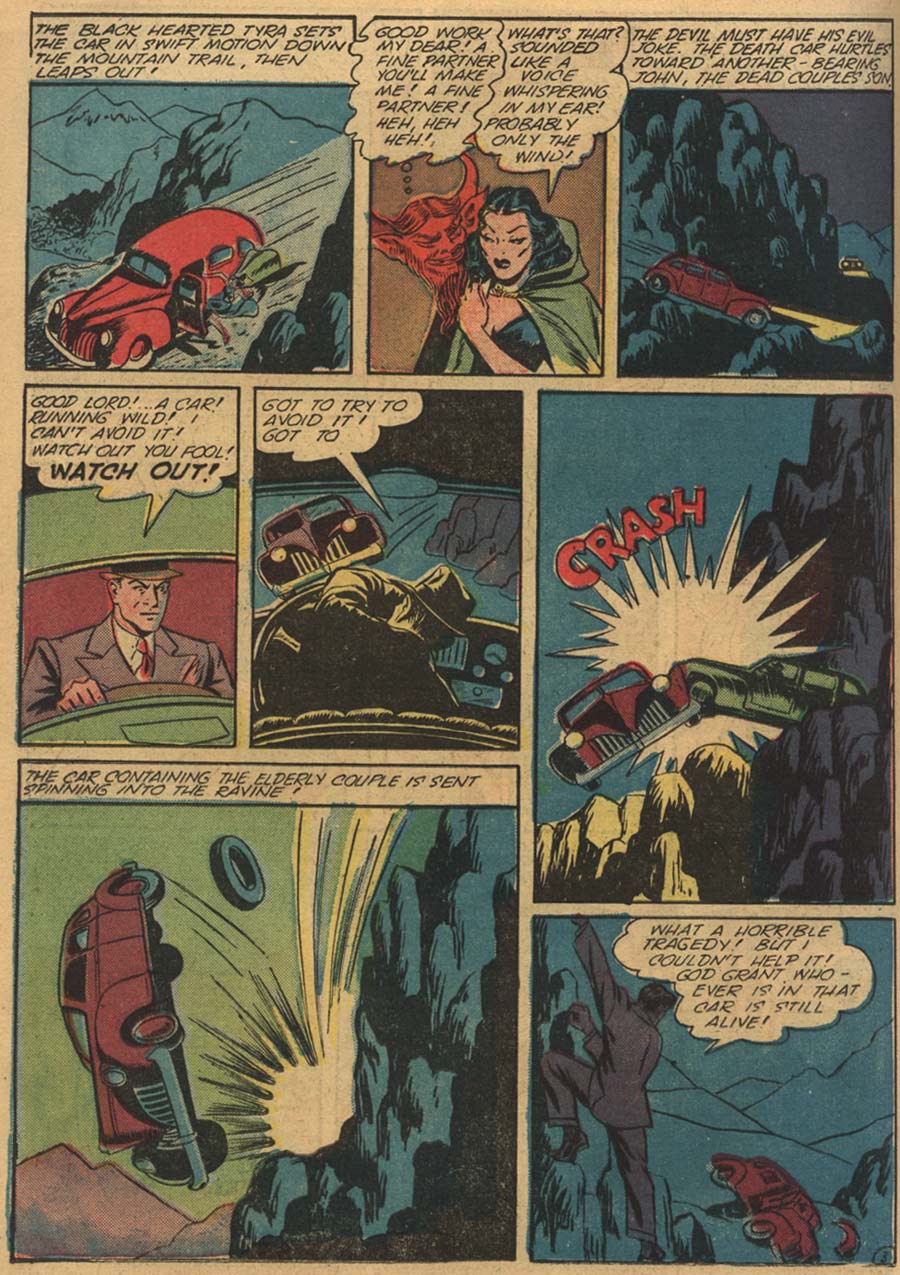 THE BLACK HEARTED TYRA SETS
THE CAR IN SWIFT MOTION DOWN
THE MOUNTAIN TRAIL, THEN
LEAPS OUT!
GOOD WORK
MY DEAR! A
FINE PARTNER
YOU'LL MAKE
ME! A FINE
PARTNER!
HEH, HEH
HEH!
WHAT'S THAT?
SOUNDED
LIKE A
VOICE
WHISPERING
IN MY EAR!
PROBABLY
ONLY THE
WIND!
THE DEVIL MUST HAVE HIS EVIL
JOKE. THE DEATH CAR HURTLES
TOWARD ANOTHER - BEARING
JOHN, THE DEAD COUPLES SON.
GOOD LORD!...A CAR!
RUNNING WILD! I
CAN'T AVOID IT!
WATCH OUT YOU FOOL!
WATCH OUT!
GOT TO TRY TO
AVOID IT!
GOT TO
CRASH
THE CAR CONTAINING THE ELDERLY COUPLE IS SENT
SPINNING INTO THE RAVINE!
WHAT A HORRIBLE
TRAGEDY! BUT I
COULDN'T HELP IT!
GOD GRANT WHO-
EVER IS IN THAT
CAR IS STILL
ALIVE!